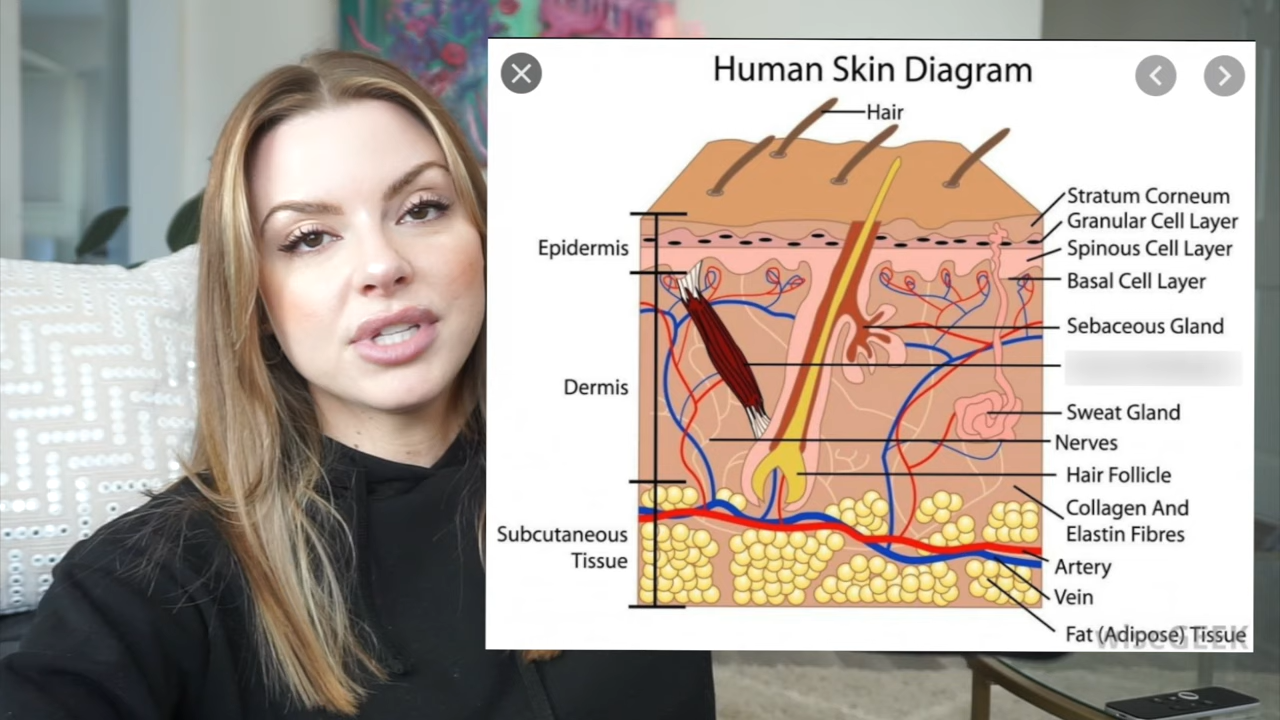 Human Skin Diagram
Hair
Stratum Corneum
Granular Cell Layer
Spinous Cell Layer
Basal Cell Layer
Sebaceous Gland
Sweat Gland
Nerves
Hair Follicle
Collagen And
Elastin Fibres
Artery
Vein
Fat (Adipose) Tissue
wiseGEEK
Epidermis
Dermis
Subcutaneous
Tissue